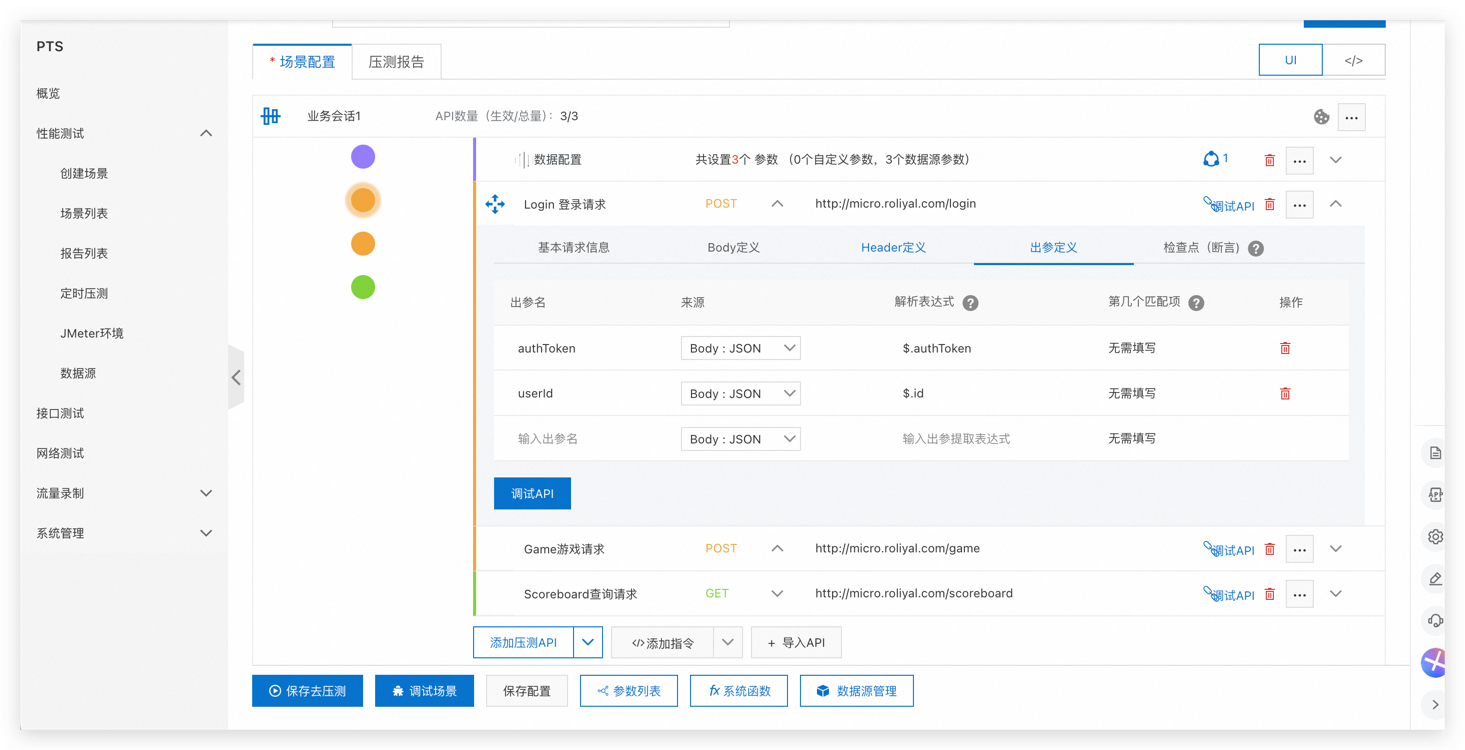 PTS
概览
性能测试
创建场景
场景列表
报告列表
定时压测
JMeter环境
数据源
接口测试
网络测试
流量录制
系统管理
* 场景配置
压测报告
UI
</>
业务会话1
API数量（生效/总量）：3/3
数据配置
共设置3个 参数 （0个自定义参数，3个数据源参数）
1
Login 登录请求
POST
http://micro.roliyal.com/login
调试API
基本请求信息
Body定义
Header定义
出参定义
检查点（断言）
出参名
来源
解析表达式
第几个匹配项
操作
authToken
Body : JSON
$.authToken
无需填写
userId
Body : JSON
$.id
无需填写
输入出参名
Body : JSON
输入出参提取表达式
无需填写
调试API
Game游戏请求
POST
http://micro.roliyal.com/game
调试API
Scoreboard查询请求
GET
http://micro.roliyal.com/scoreboard
调试API
添加压测API
</>添加指令
+ 导入API
保存去压测
调试场景
保存配置
参数列表
fx 系统函数
数据源管理
API